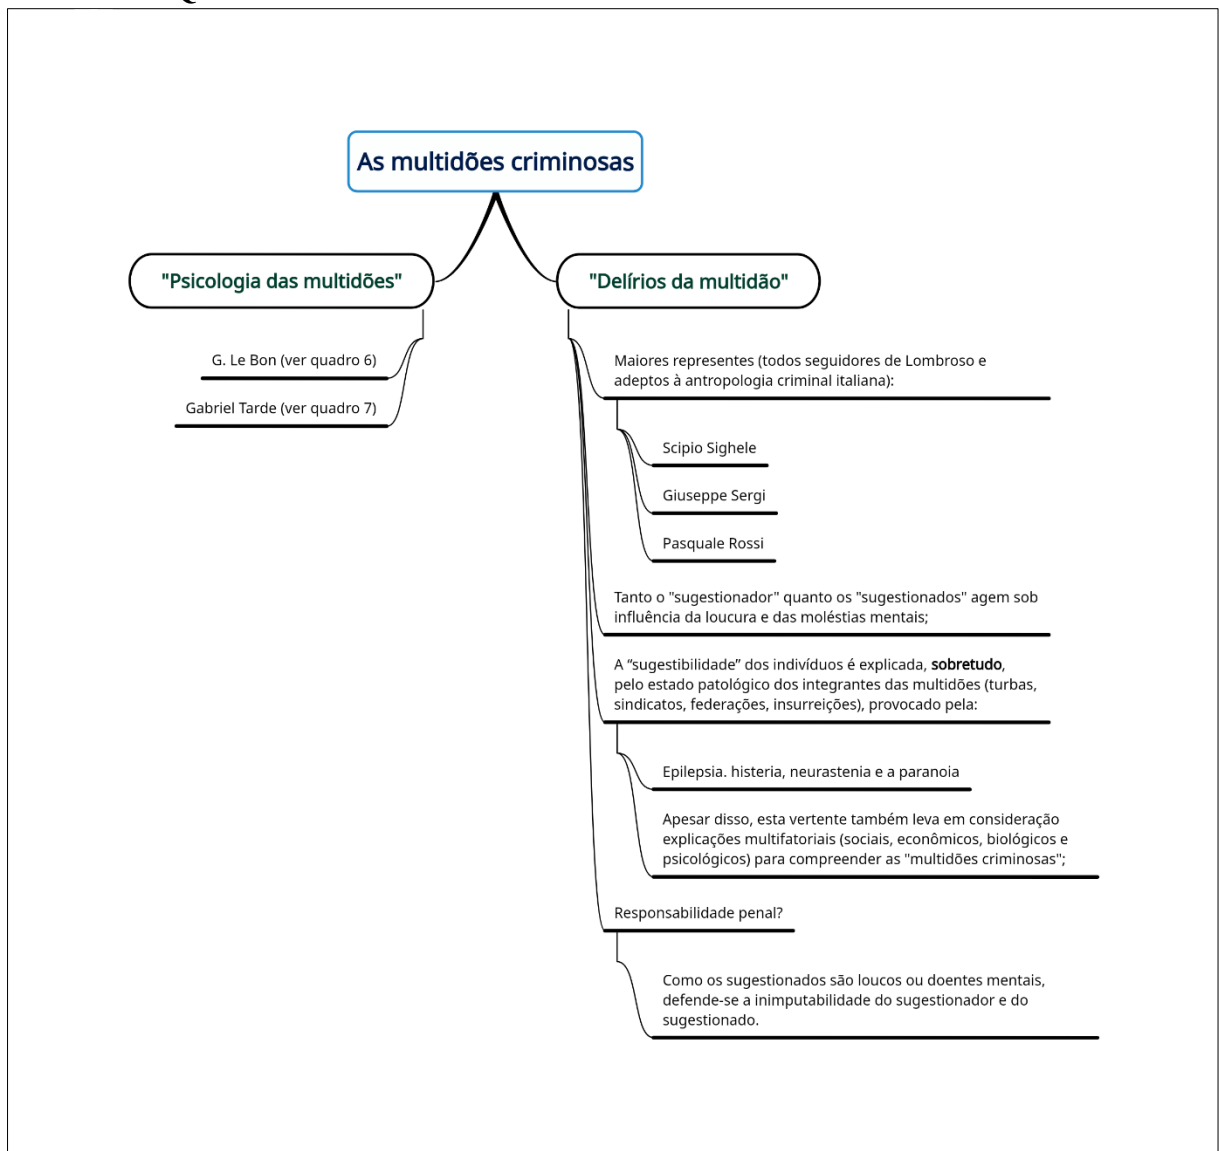 As multidões criminosas
"Psicologia das multidões"
G. Le Bon (ver quadro 6)
Gabriel Tarde (ver quadro 7)
"Delírios da multidão"
Maiores represententes (todos seguidores de Lombroso e
adeptos à antropologia criminal italiana):
Scipio Sighele
Giuseppe Sergi
Pasquale Rossi
Tanto o "sugestionador" quanto os "sugestionados" agem sob
influência da loucura e das moléstias mentais;
A “sugestibilidade” dos indivíduos é explicada, sobretudo,
pelo estado patológico dos integrantes das multidões (turbas,
sindicatos, federações, insurreições), provocado pela:
Epilepsia. histeria, neurastenia e a paranoia
Apesar disso, esta vertente também leva em consideração
explicações multifatoriais (sociais, econômicos, biológicos e
psicológicos) para compreender as "multidões criminosas";
Responsabilidade penal?
Como os sugestionados são loucos ou doentes mentais,
defende-se a inimputabilidade do sugestionador e do
sugestionado.